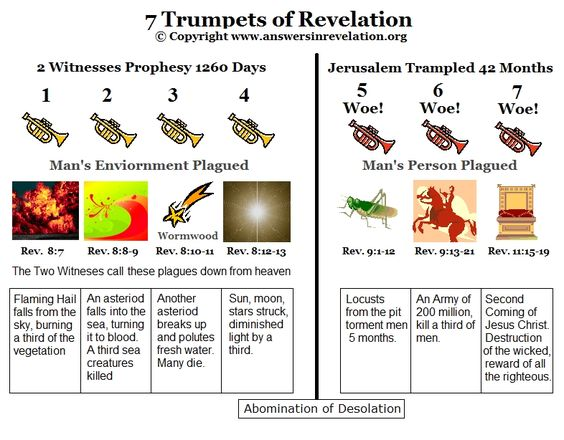 7 Trumpets of Revelation
© Copyright www.answersinrevelation.org
2 Witnesses Prophesy 1260 Days
1 2 3 4
Man's Enviornment Plagued
Wormwood
Rev. 8:7 Rev. 8:8-9 Rev. 8:10-11 Rev. 8:12-13
The Two Witneses call these plagues down from heaven
Flaming Hail
falls from the
sky, burning
a third of the
vegetation
An asteriod
falls into the
sea, turning
it to blood.
A third sea
creatures
killed
Another
asteriod
breaks up
and polutes
fresh water.
Many die.
Sun, moon,
stars struck,
diminished
light by a
third.
Jerusalem Trampled 42 Months
5 6 7
Woe! Woe! Woe!
Man's Person Plagued
Rev. 9:1-12 Rev. 9:13-21 Rev. 11:15-19
Locusts
from the pit
torment men
5 months.
An Army of
200 million,
kill a third of
men.
Second
Coming of
Jesus Christ.
Destruction
of the wicked,
reward of all
the righteous.
Abomination of Desolation